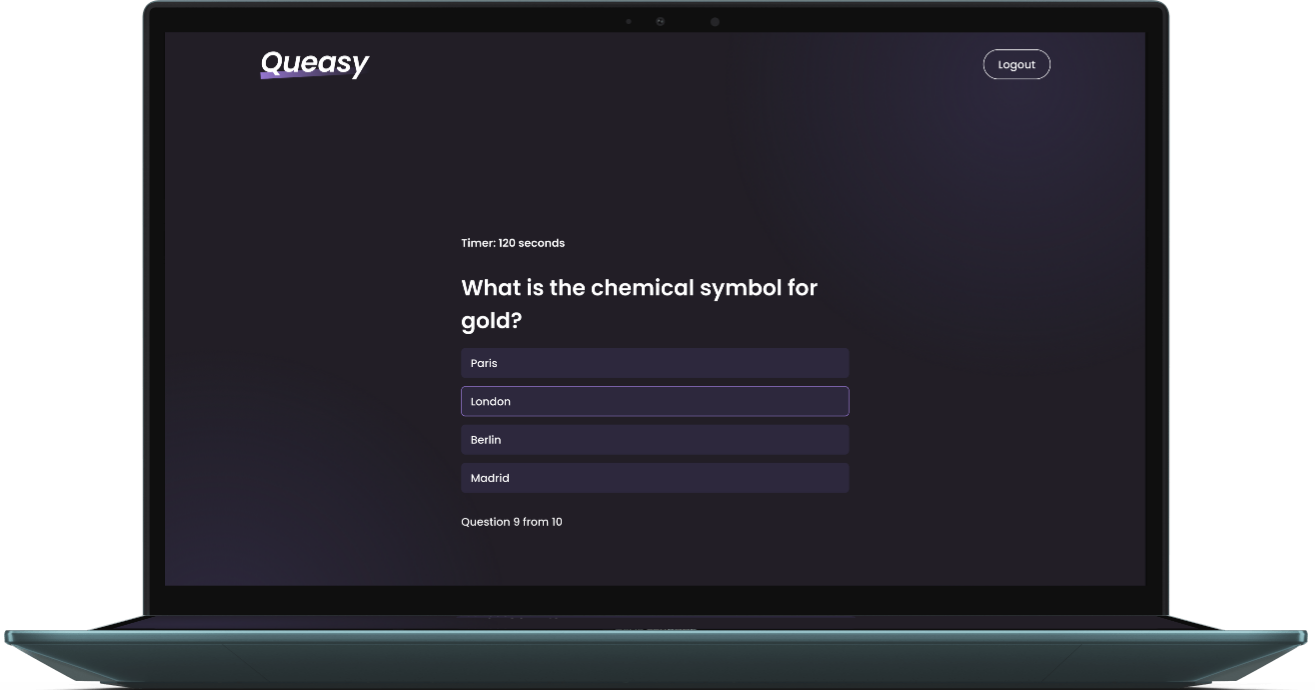 Queasy
Logout
Timer: 120 seconds
What is the chemical symbol for
gold?
Paris
London
Berlin
Madrid
Question 9 from 10